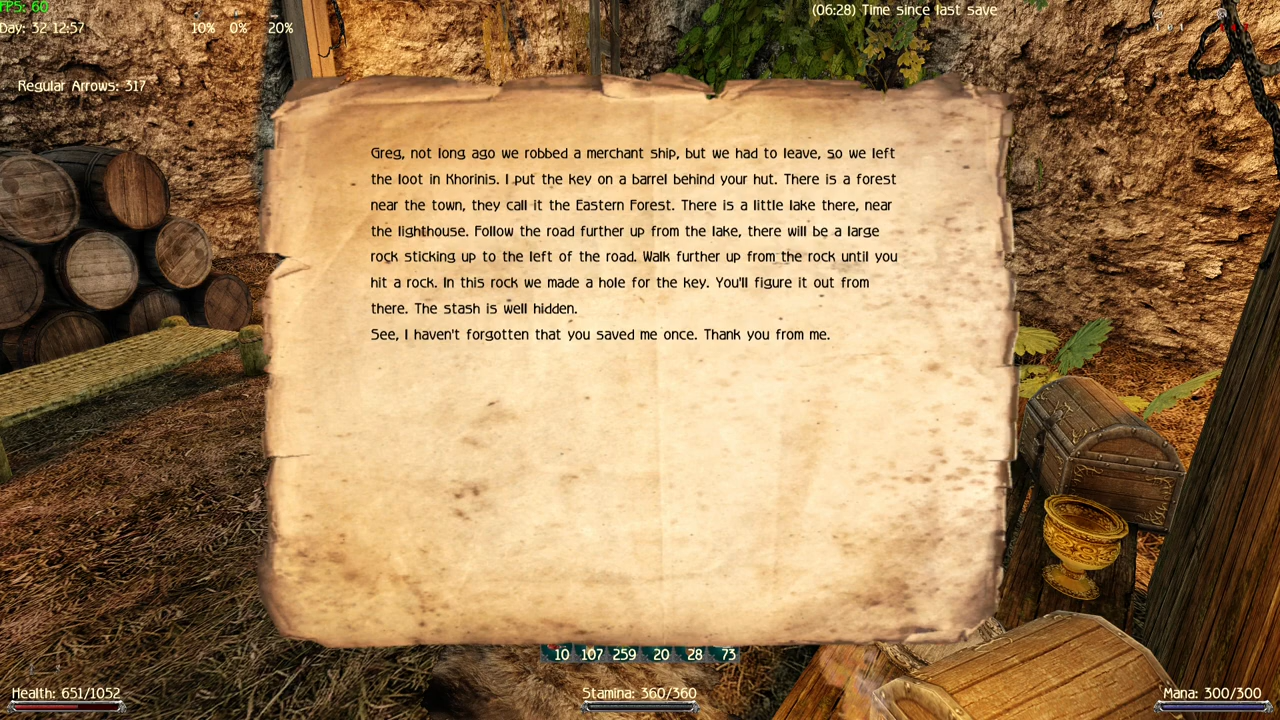 FPS: 60
Day: 32 12:57
10% 0% 20%
(06:28) Time since last save
Regular Arrows: 317
Greg, not long ago we robbed a merchant ship, but we had to leave, so we left
the loot in Khorinis. I put the key on a barrel behind your hut. There is a forest
near the town, they call it the Eastern Forest. There is a little lake there, near
the lighthouse. Follow the road further up from the lake, there will be a large
rock sticking up to the left of the road. Walk further up from the rock until you
hit a rock. In this rock we made a hole for the key. You'll figure it out from
there. The stash is well hidden.
See, I haven't forgotten that you saved me once. Thank you from me.
10 107 259 20 28 73
Health: 651/1052
Stamina: 360/360
Mana: 300/300